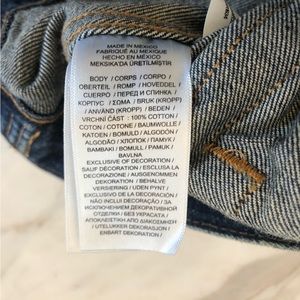 MADE IN MEXICO
FABRIQUÉ AU MEXIQUE
HECHO EN MÉXICO
MEKSIKA'DA ÜRETİLMİŞTİR
BODY / CORPS / CORPO /
OBERTEIL / ROMP / HOVEDDEL /
CUERPO / ПЕРЕД И СПИНКА /
КОРПУС / ΣΩΜΑ / BRUK (KROPP)
/ ANVÄND (KROPP) / BEDEN /
VRCHNÍ ČÁST : 100% COTTON /
COTON / COTONE / BAUMWOLLE /
KATOEN / BOMULD / ALGODÓN /
ALGODÃO / ХЛОПОК / ПАМУК /
ΒΑΜΒΑΚΙ / BOMULL / PAMUK /
BAVLNA
EXCLUSIVE OF DECORATION /
SAUF DÉCORATION / ESCLUSA LA
DECORAZIONE / AUSGENOMMEN
DEKORATION / BEHALVE
VERSIERING / UDEN PYNT /
EXCLUSIVO DE DECORACIÓN /
NÃO INCLUI DECORAÇÃO / ЗА
ИСКЛЮЧЕНИЕМ ДЕКОРАТИВНОЙ
ОТДЕЛКИ / БЕЗ УКРАСАТА /
ΑΠΟΚΛΕΙΣΤΙΚΗ ΑΠΟ ΔΙΑΚΟΣΜΗΣΗ
/ UTELUKKER DEKORASJON /
ENBART DEKORATION /